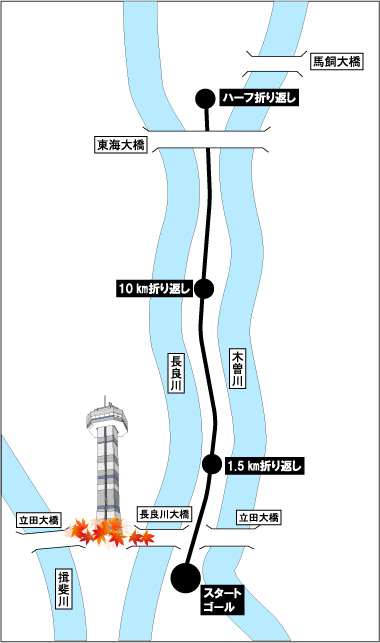 馬飼大橋
ハーフ折り返し
東海大橋
10㎞折り返し
長良川
木曽川
1.5㎞折り返し
立田大橋
長良川大橋
立田大橋
揖斐川
スタート
ゴール